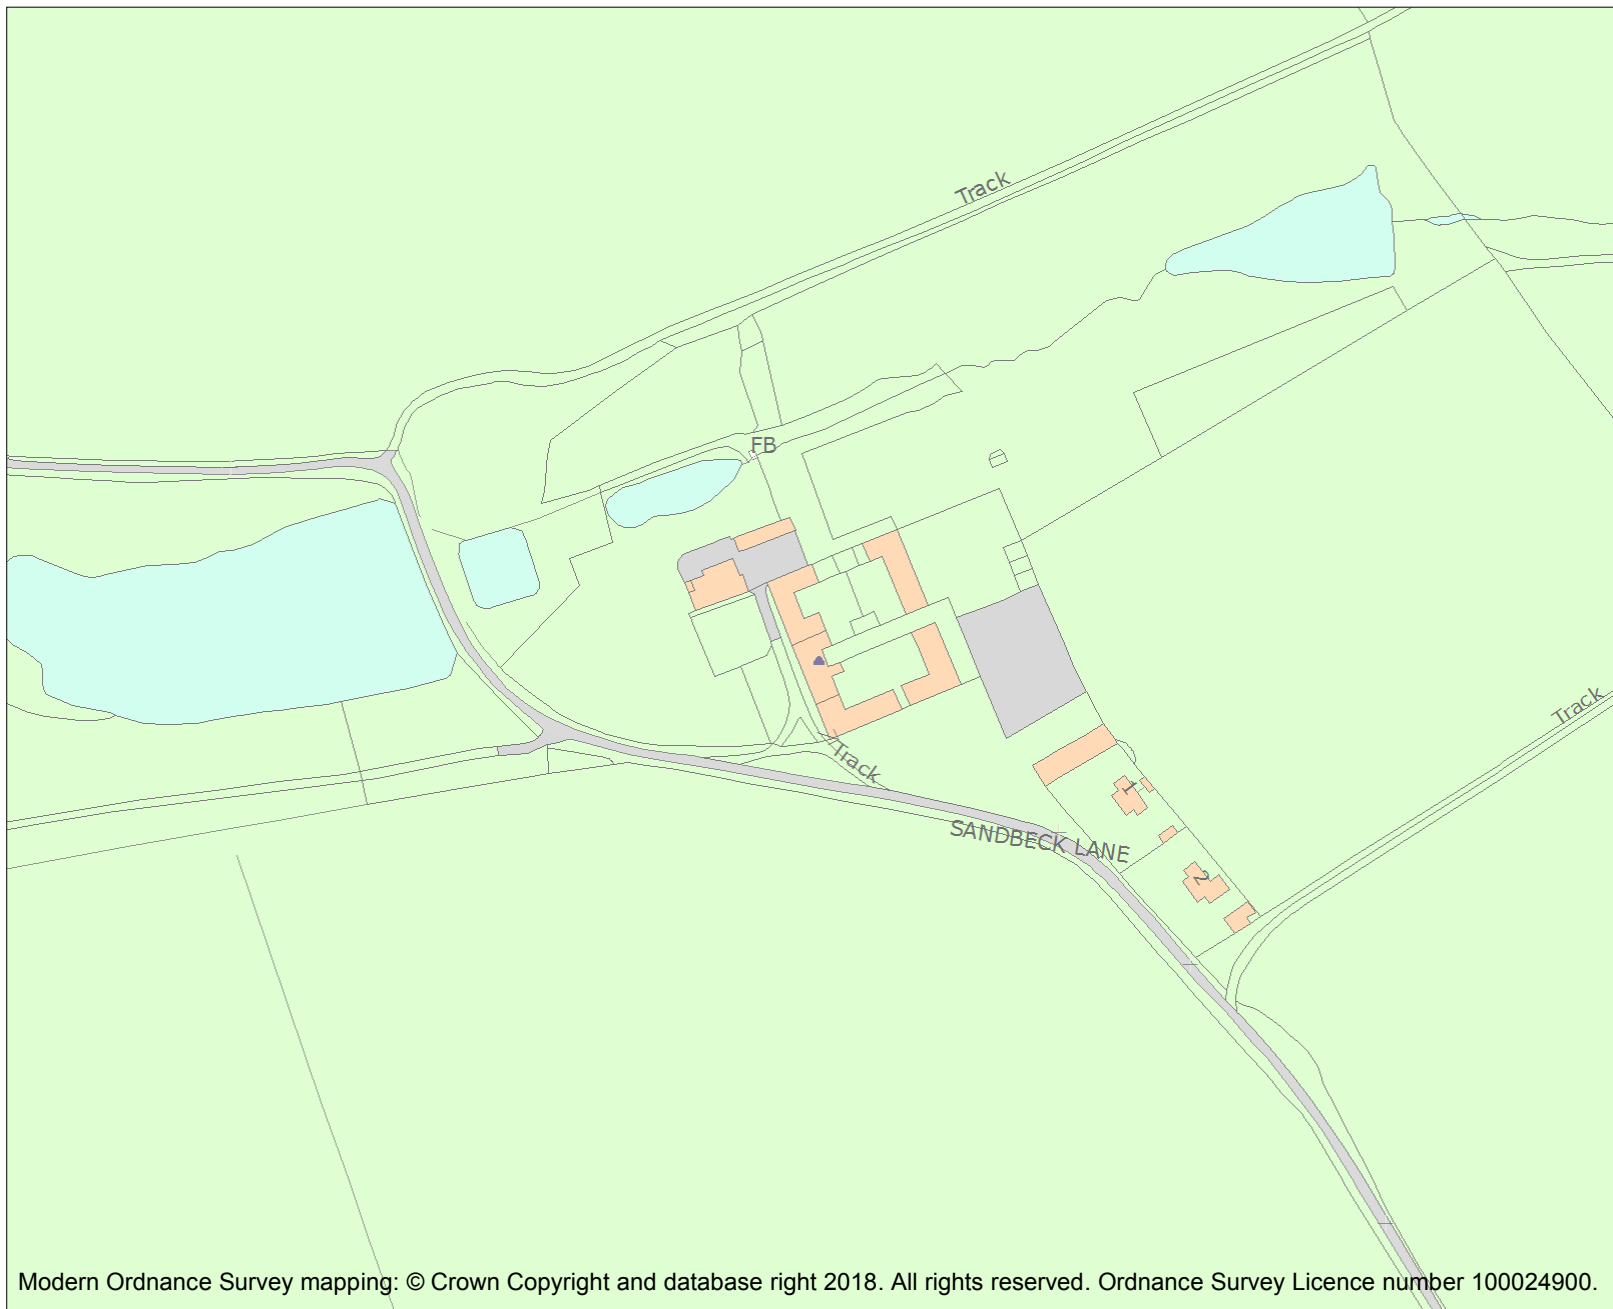 Track
FB
Track
Track
SANDBECK LANE
1
2
Modern Ordnance Survey mapping: © Crown Copyright and database right 2018. All rights reserved. Ordnance Survey Licence number 100024900.